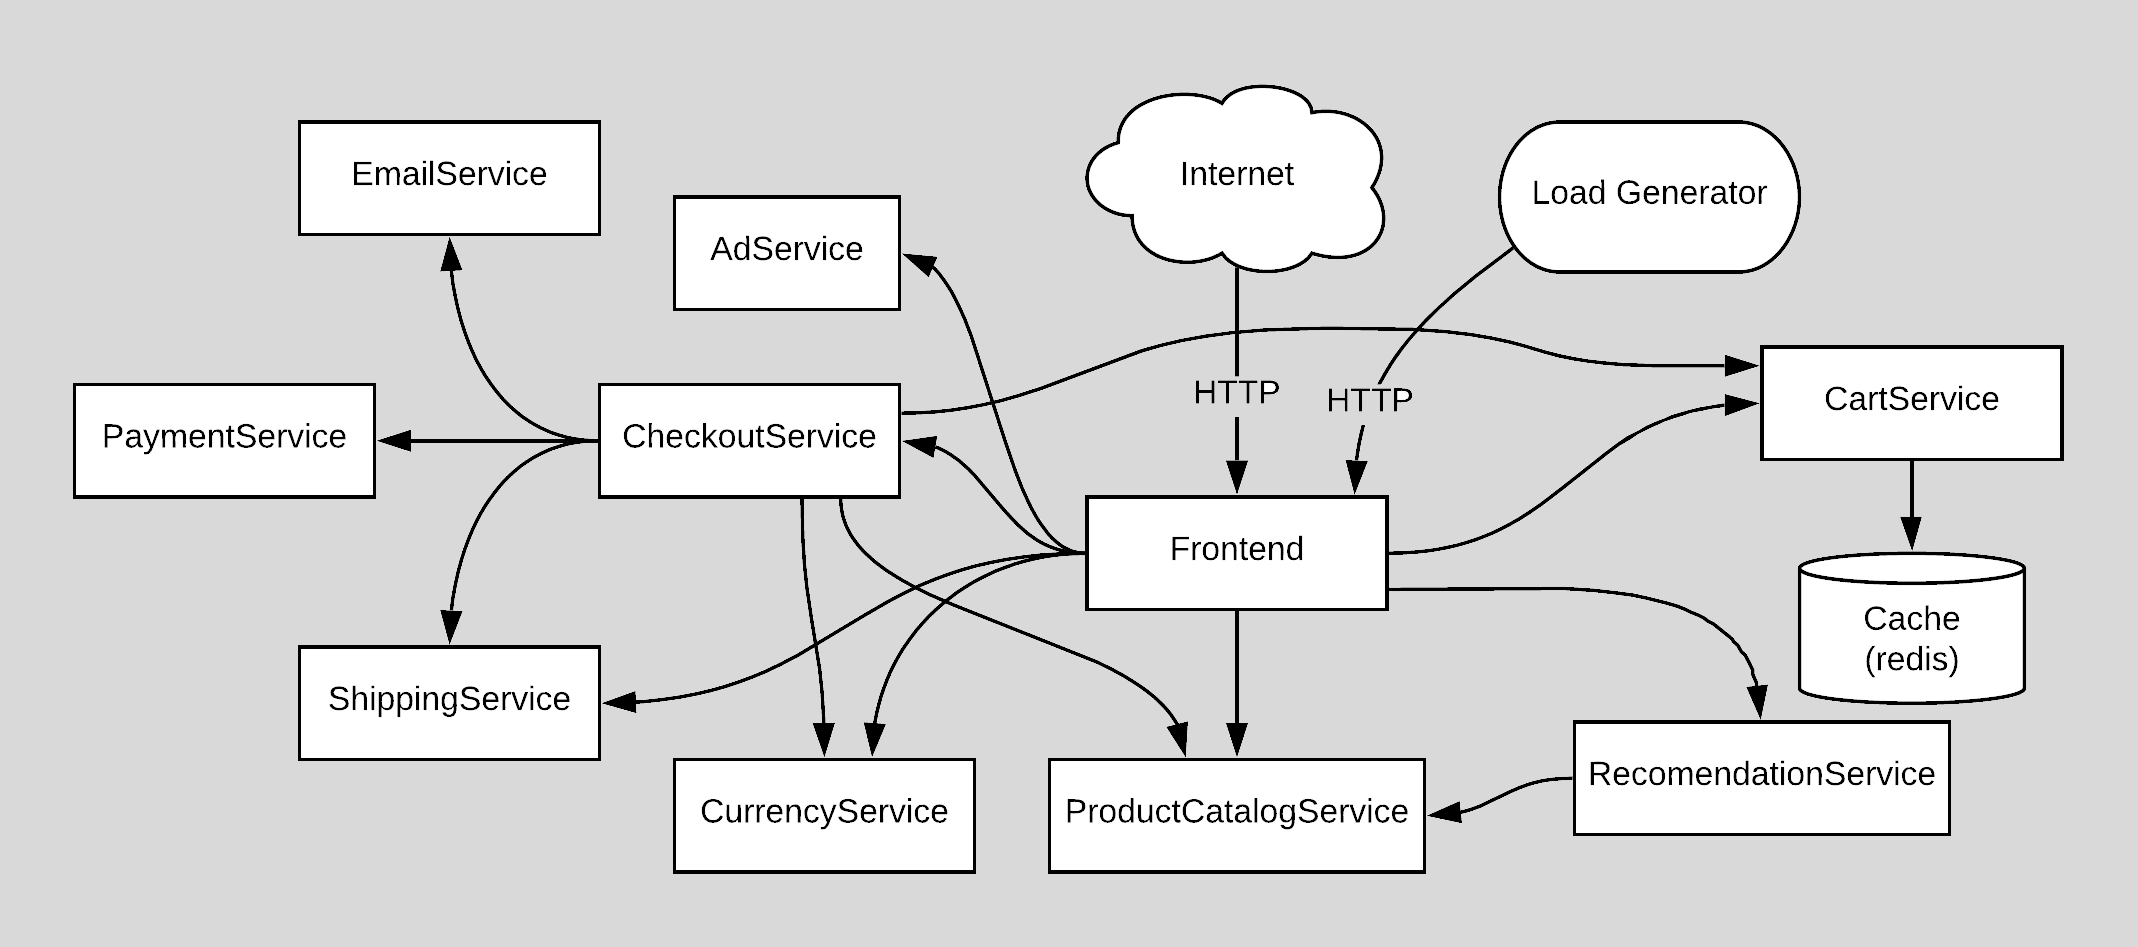 Internet
EmailService
Load Generator
AdService
HTTP
HTTP
CartService
PaymentService
CheckoutService
Frontend
Cache
(redis)
ShippingService
RecomendationService
CurrencyService
ProductCatalogService